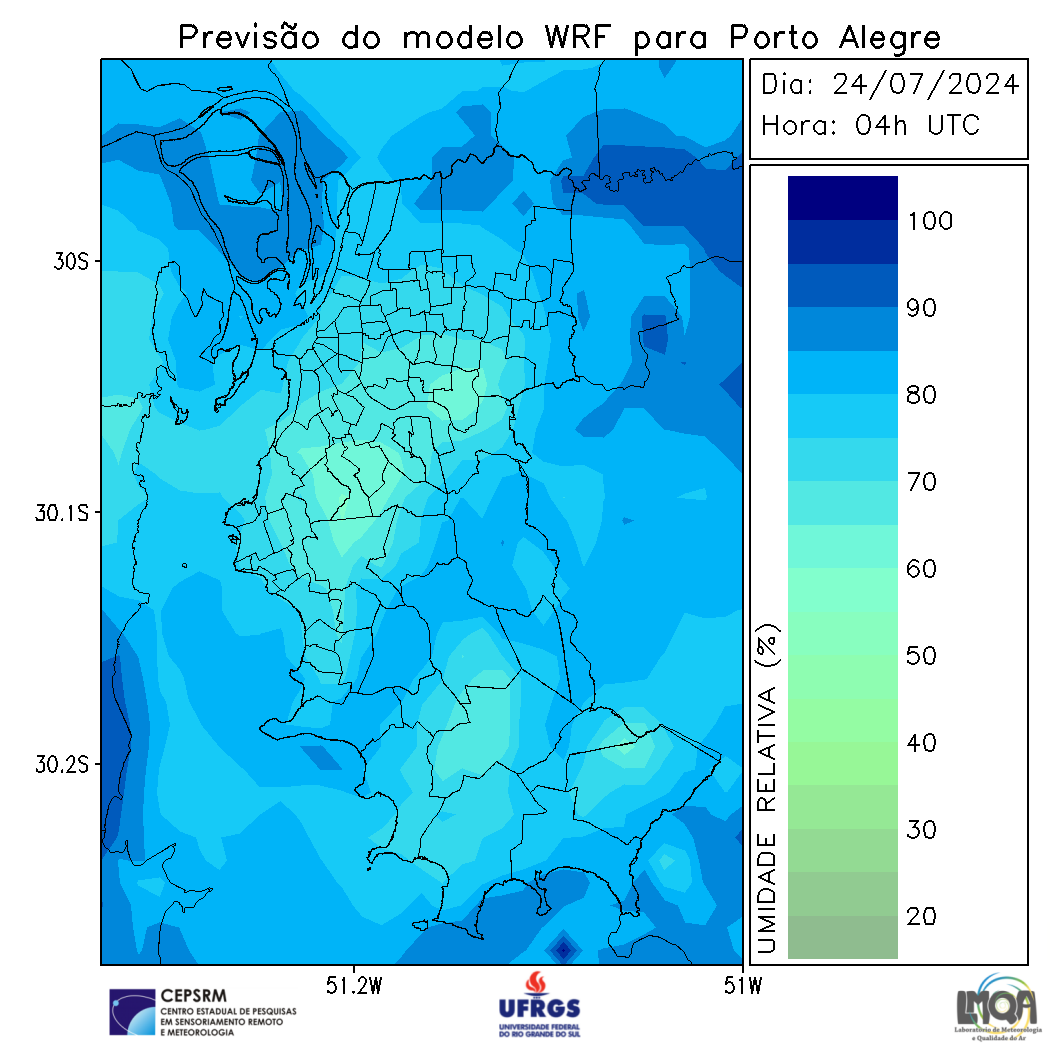 Previsão do modelo WRF para Porto Alegre
Dia: 24/07/2024
Hora: 04h UTC
30S
30.1S
30.2S
51.2W
51W
100
90
80
70
60
50
40
30
20
UMIDADE RELATIVA (%)
CEPSRM
CENTRO ESTADUAL DE PESQUISAS
EM SENSORIAMENTO REMOTO
E METEOROLOGIA
UFRGS
UNIVERSIDADE FEDERAL
DO RIO GRANDE DO SUL
LMQA
Laboratório de Meteorologia
e Qualidade do Ar